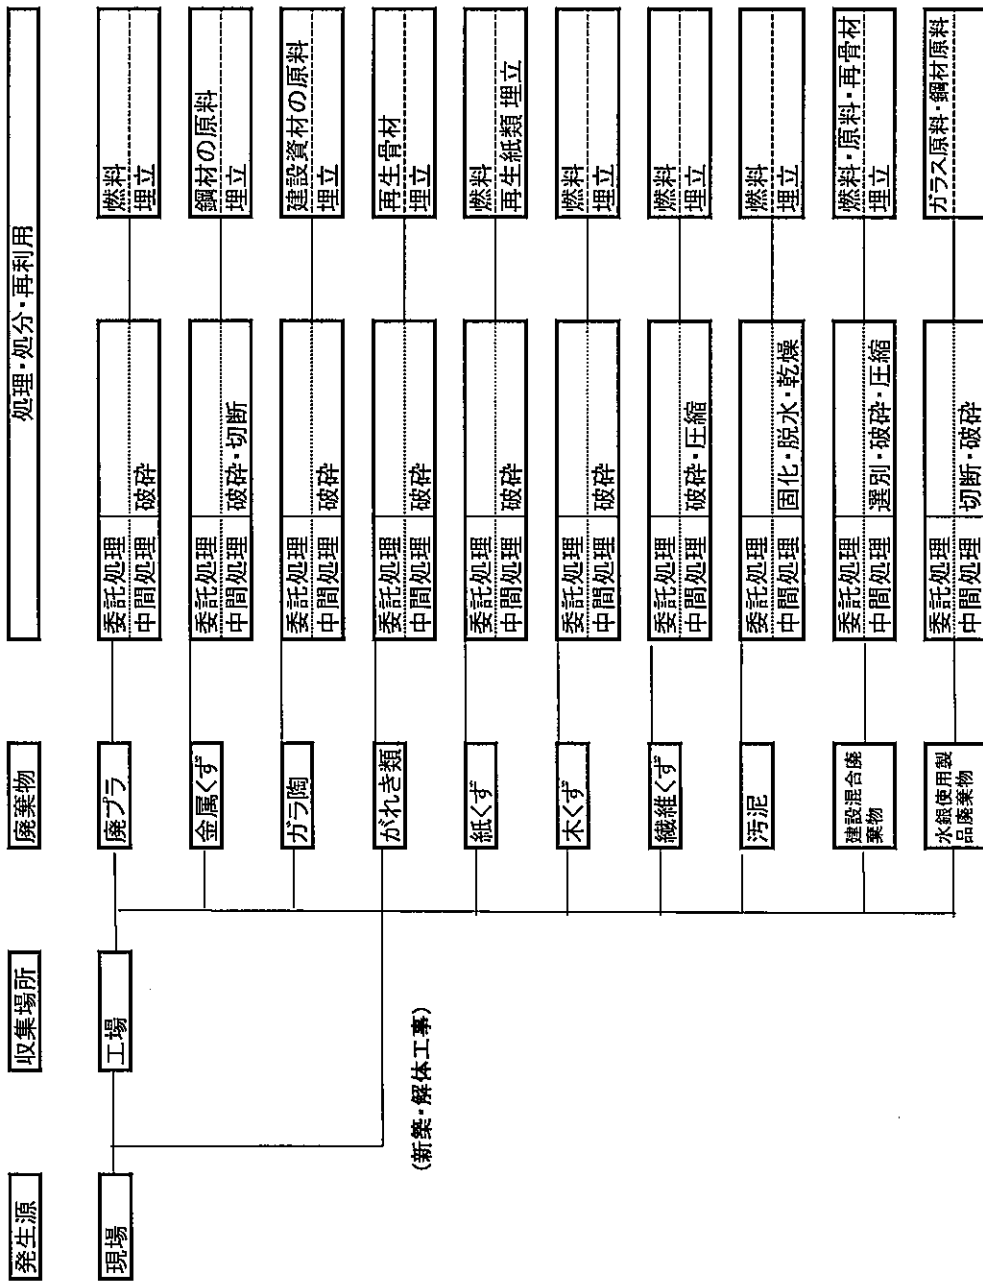 発生源
収集場所
廃棄物
処理・処分・再利用
現場
工場
廃プラ
委託処理
中間処理
破砕
燃料
埋立
金属くず
委託処理
中間処理
破砕・切断
鋼材の原料
埋立
ガラ陶
委託処理
中間処理
破砕
建設資材の原料
埋立
がれき類
委託処理
中間処理
破砕
再生骨材
埋立
(新築・解体工事)
紙くず
委託処理
中間処理
破砕
燃料
再生紙類 埋立
木くず
委託処理
中間処理
破砕
燃料
埋立
繊維くず
委託処理
中間処理
破砕・圧縮
燃料
埋立
汚泥
委託処理
中間処理
固化・脱水・乾燥
燃料
埋立
建設混合廃
棄物
委託処理
中間処理
選別・破砕・圧縮
燃料・原料・再骨材
埋立
水銀使用製
品廃棄物
委託処理
中間処理
切断・破砕
ガラス原料・鋼材原料